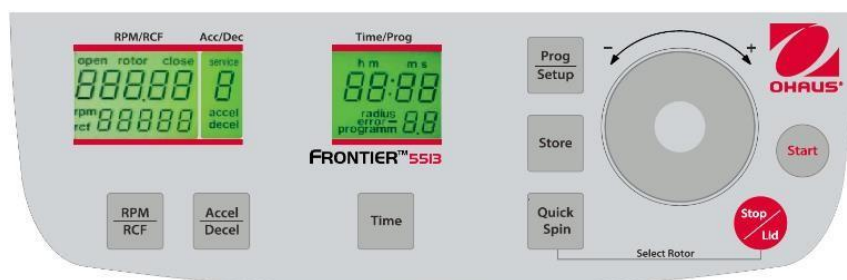 RPM/RCF
Acc/Dec
open rotor close
service
888.88
8
rpm
rcf
88888
accel
decel
Time/Prog
h m
m s
88:88
radius
error
programm
8.8
FRONTIER™ 5513
RPM
RCF
Accel
Decel
Time
Prog
Setup
Store
Quick
Spin
- +
OHAUS®
Start
Stop
Lid
Select Rotor